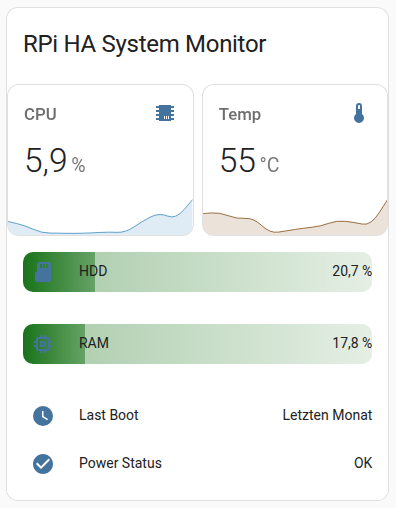 RPi HA System Monitor
CPU
5,9 %
Temp
55 °C
HDD 20,7 %
RAM 17,8 %
Last Boot Letzten Monat
Power Status OK